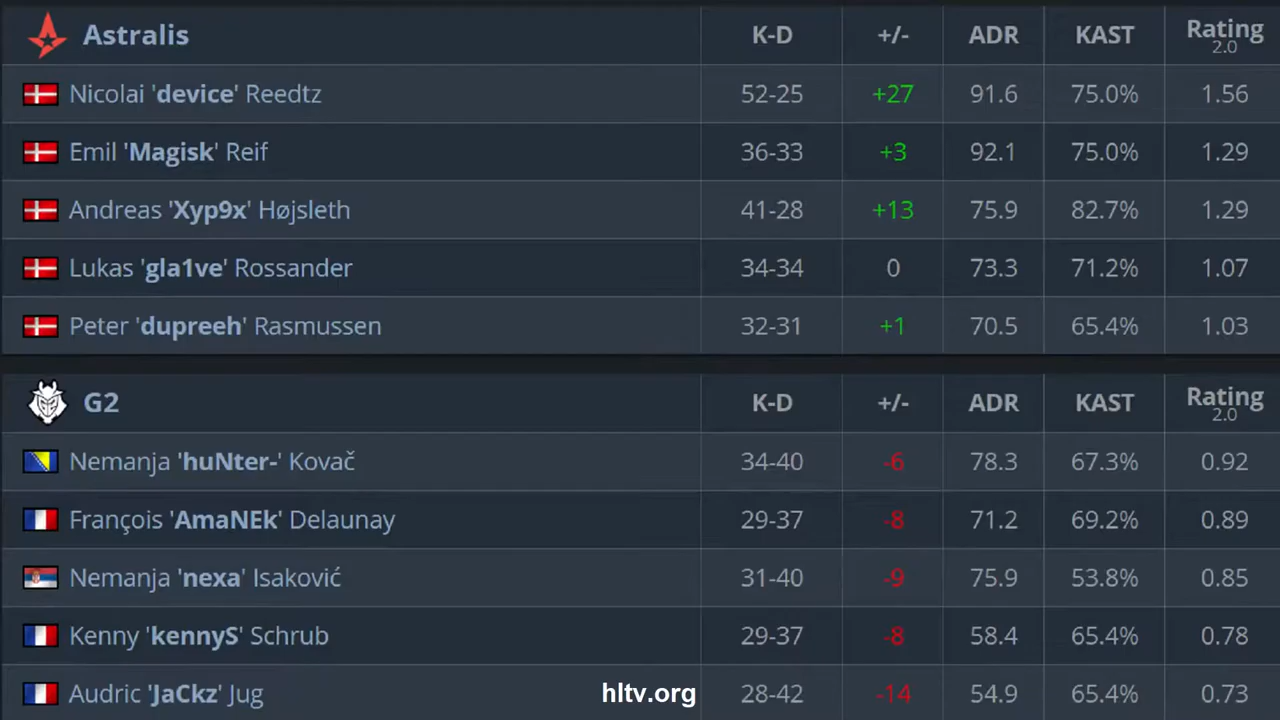 Astralis K-D +/- ADR KAST Rating 2.0
Nicolai 'device' Reedtz 52-25 +27 91.6 75.0% 1.56
Emil 'Magisk' Reif 36-33 +3 92.1 75.0% 1.29
Andreas 'Xyp9x' Højsleth 41-28 +13 75.9 82.7% 1.29
Lukas 'gla1ve' Rossander 34-34 0 73.3 71.2% 1.07
Peter 'dupreeh' Rasmussen 32-31 +1 70.5 65.4% 1.03
G2 K-D +/- ADR KAST Rating 2.0
Nemanja 'huNter-' Kovač 34-40 -6 78.3 67.3% 0.92
François 'AmaNEk' Delaunay 29-37 -8 71.2 69.2% 0.89
Nemanja 'nexa' Isaković 31-40 -9 75.9 53.8% 0.85
Kenny 'kennyS' Schrub 29-37 -8 58.4 65.4% 0.78
Audric 'JaCkz' Jug 28-42 -14 54.9 65.4% 0.73
hltv.org